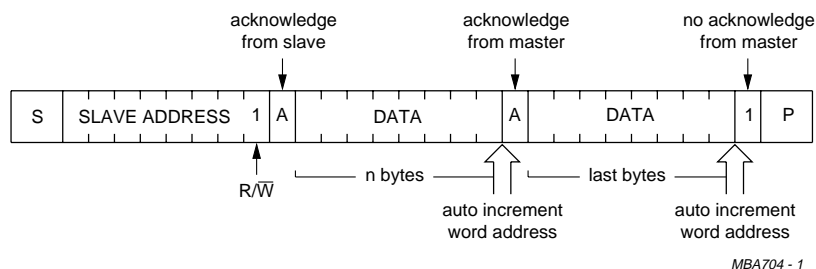 acknowledge from slave
acknowledge from master
no acknowledge from master
S SLAVE ADDRESS 1 A DATA A DATA 1 P
R/W̅
n bytes
last bytes
auto increment word address
auto increment word address
MBA704 - 1